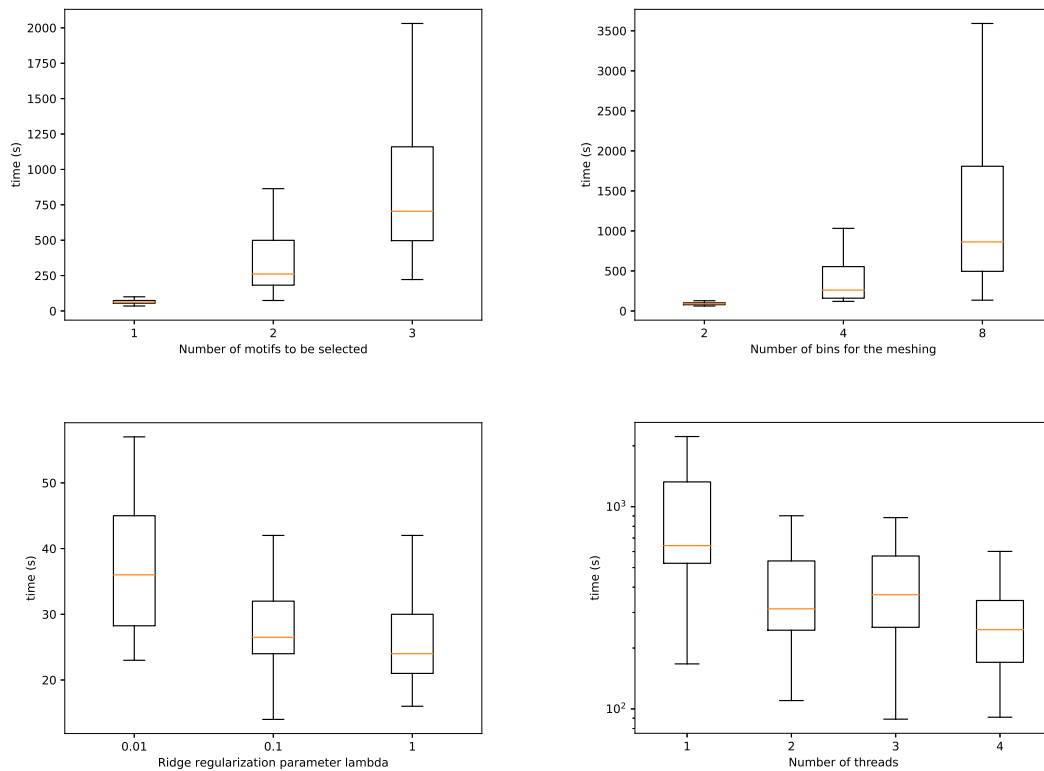 2000
1750
1500
1250
1000
750
500
250
0
time (s)
1 2 3
Number of motifs to be selected
3500
3000
2500
2000
1500
1000
500
0
time (s)
2 4 8
Number of bins for the meshing
50
40
30
20
time (s)
0.01 0.1 1
Ridge regularization parameter lambda
10³
10²
time (s)
1 2 3 4
Number of threads